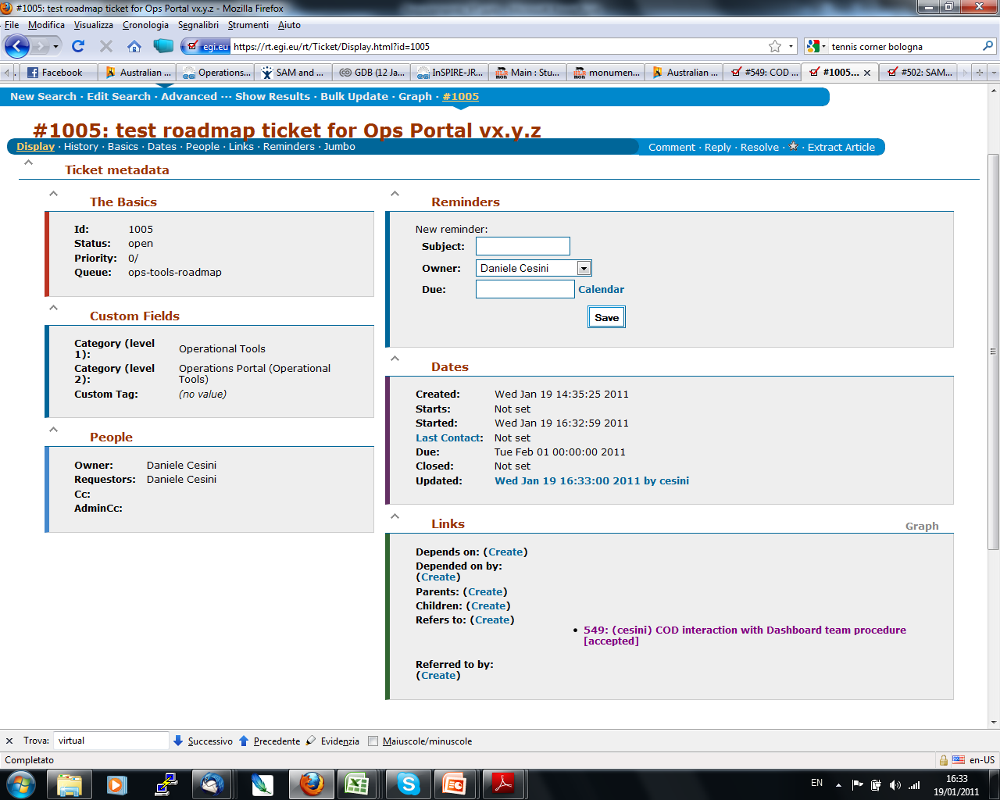 #1005: test roadmap ticket for Ops Portal vx.y.z - Mozilla Firefox
File Modifica Visualizza Cronologia Segnalibri Strumenti Aiuto
egi.eu https://rt.egi.eu/rt/Ticket/Display.html?id=1005 tennis corner bologna
Facebook Australian ... Operations... SAM and ... GDB (12 Ja... InSPIRE-JR... Main : Stu... monumen... Australian ... #549: COD ... #1005... #502: SAM...
New Search · Edit Search · Advanced ··· Show Results · Bulk Update · Graph · #1005
#1005: test roadmap ticket for Ops Portal vx.y.z
Display · History · Basics · Dates · People · Links · Reminders · Jumbo Comment · Reply · Resolve · · Extract Article
Ticket metadata
The Basics
Id: 1005
Status: open
Priority: 0/
Queue: ops-tools-roadmap
Custom Fields
Category (level 1): Operational Tools
Category (level 2): Operations Portal (Operational Tools)
Custom Tag: (no value)
People
Owner: Daniele Cesini
Requestors: Daniele Cesini
Cc:
AdminCc:
Reminders
New reminder:
Subject:
Owner: Daniele Cesini
Due: Calendar
Save
Dates
Created: Wed Jan 19 14:35:25 2011
Starts: Not set
Started: Wed Jan 19 16:32:59 2011
Last Contact: Not set
Due: Tue Feb 01 00:00:00 2011
Closed: Not set
Updated: Wed Jan 19 16:33:00 2011 by cesini
Links Graph
Depends on: (Create)
Depended on by:
(Create)
Parents: (Create)
Children: (Create)
Refers to: (Create)
• 549: (cesini) COD interaction with Dashboard team procedure
[accepted]
Referred to by:
(Create)
Trova: virtual Successivo Precedente Evidenzia Maiuscole/minuscole
Completato en-US
EN 16:33
19/01/2011